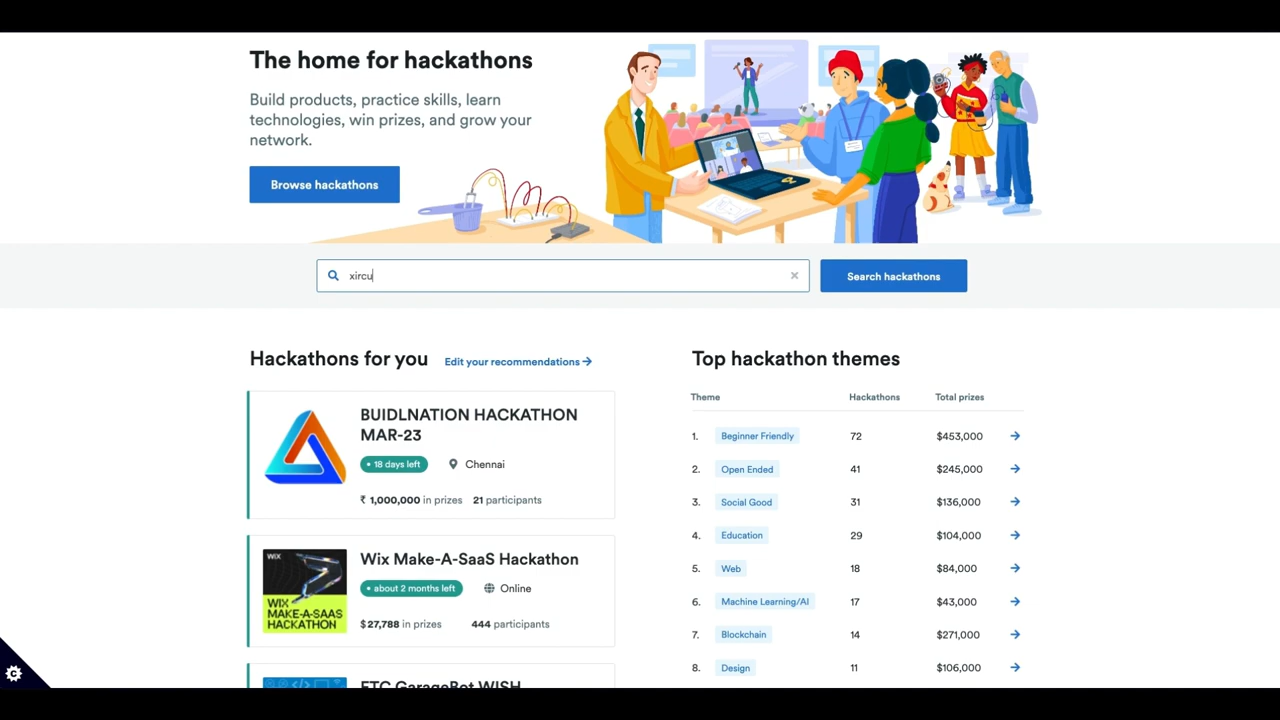 The home for hackathons
Build products, practice skills, learn
technologies, win prizes, and grow your
network.
Browse hackathons
xircu
Search hackathons
Hackathons for you
Edit your recommendations
BUIDLNATION HACKATHON
MAR-23
18 days left
Chennai
₹ 1,000,000 in prizes 21 participants
WIX
WIX
MAKE-A-SAAS
HACKATHON
Wix Make-A-SaaS Hackathon
about 2 months left
Online
$27,788 in prizes 444 participants
ETC GarageBot WISH
Top hackathon themes
Theme Hackathons Total prizes
1. Beginner Friendly 72 $453,000
2. Open Ended 41 $245,000
3. Social Good 31 $136,000
4. Education 29 $104,000
5. Web 18 $84,000
6. Machine Learning/AI 17 $43,000
7. Blockchain 14 $271,000
8. Design 11 $106,000